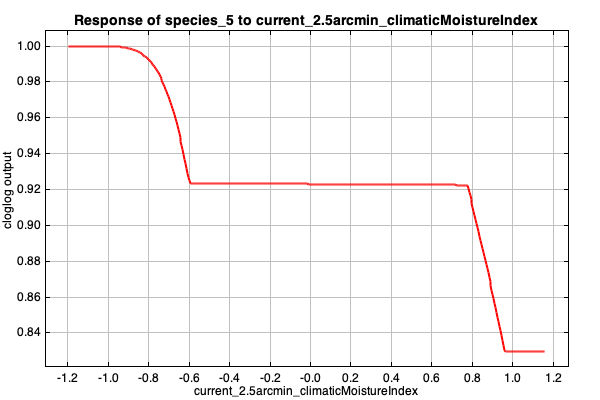 Response of species_5 to current_2.5arcmin_climaticMoistureIndex
cloglog output
1.00
0.98
0.96
0.94
0.92
0.90
0.88
0.86
0.84
-1.2 -1.0 -0.8 -0.6 -0.4 -0.2 -0.0 0.2 0.4 0.6 0.8 1.0 1.2
current_2.5arcmin_climaticMoistureIndex